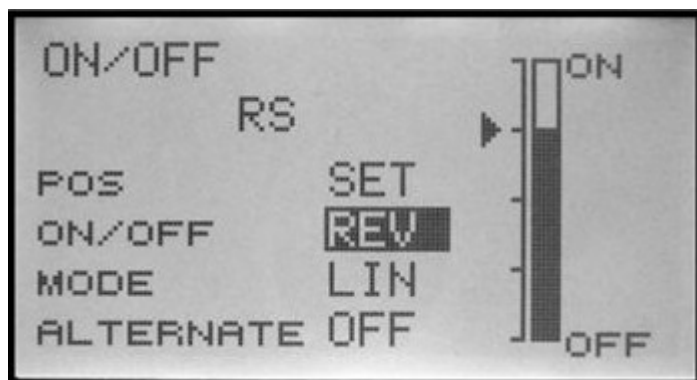 ON/OFF
RS
POS SET
ON/OFF REV
MODE LIN
ALTERNATE OFF
ON
OFF